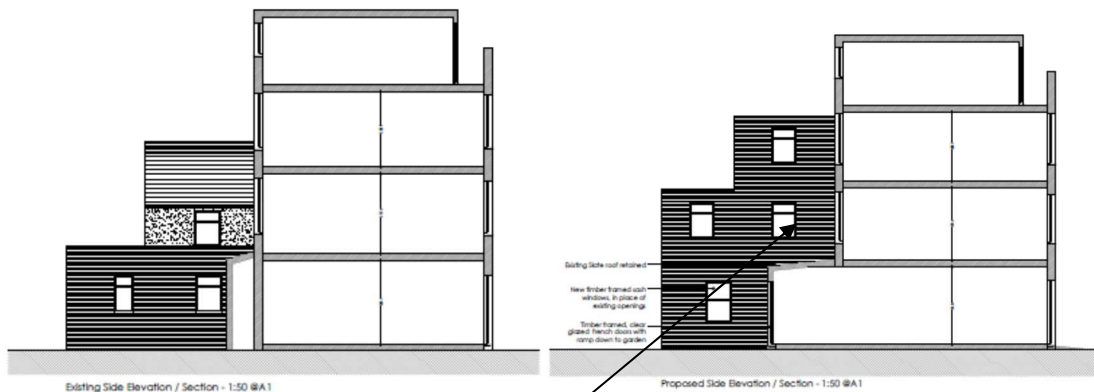 Existing Slate roof retained
New timber framed sash
windows, in place of
existing openings
Timber framed, clear
glazed french doors with
ramp down to garden
Existing Side Elevation / Section - 1:50 @A1
Proposed Side Elevation / Section - 1:50 @A1